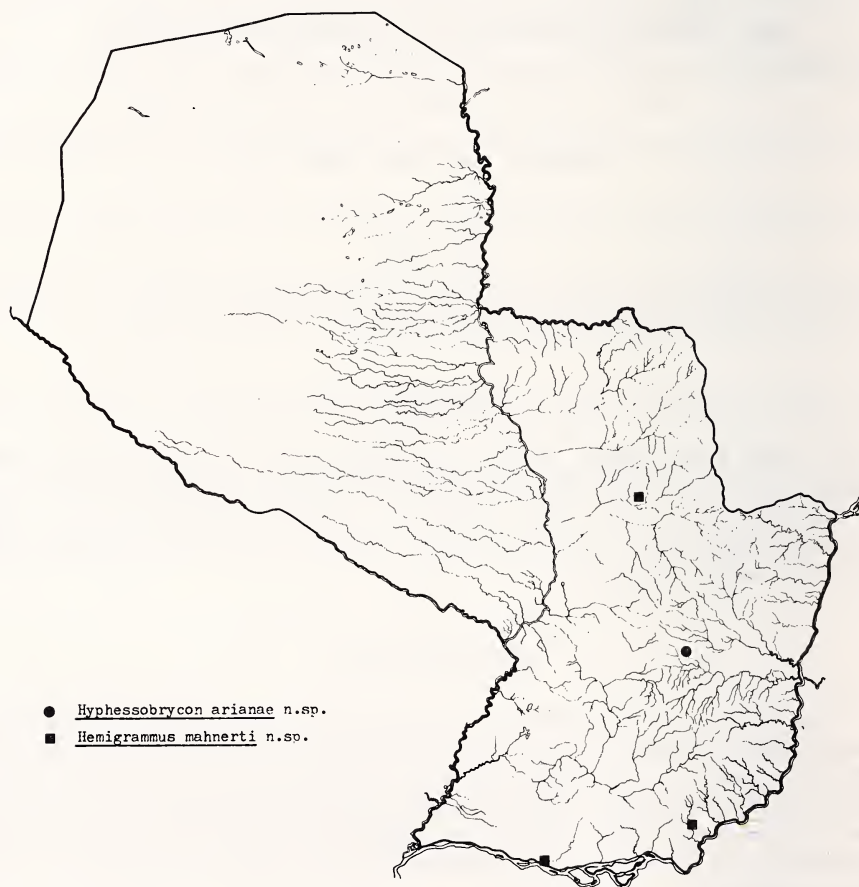 ● Hyphessobrycon arianae n.sp.
■ Hemigrammus mahnerti n.sp.